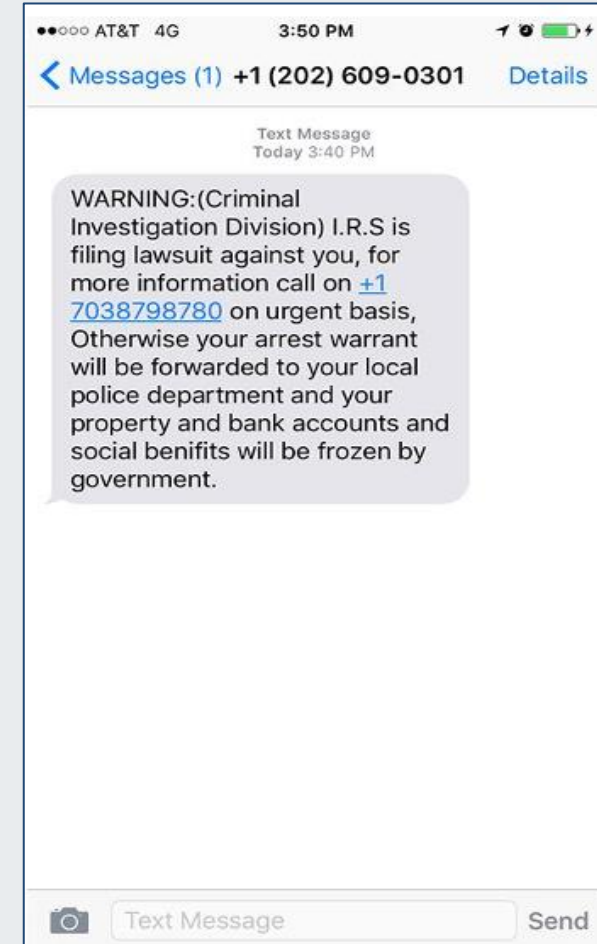 AT&T 4G 3:50 PM
Messages (1) +1 (202) 609-0301 Details
Text Message
Today 3:40 PM
WARNING:(Criminal
Investigation Division) I.R.S is
filing lawsuit against you, for
more information call on +1
7038798780 on urgent basis,
Otherwise your arrest warrant
will be forwarded to your local
police department and your
property and bank accounts and
social benifits will be frozen by
government.
Text Message Send